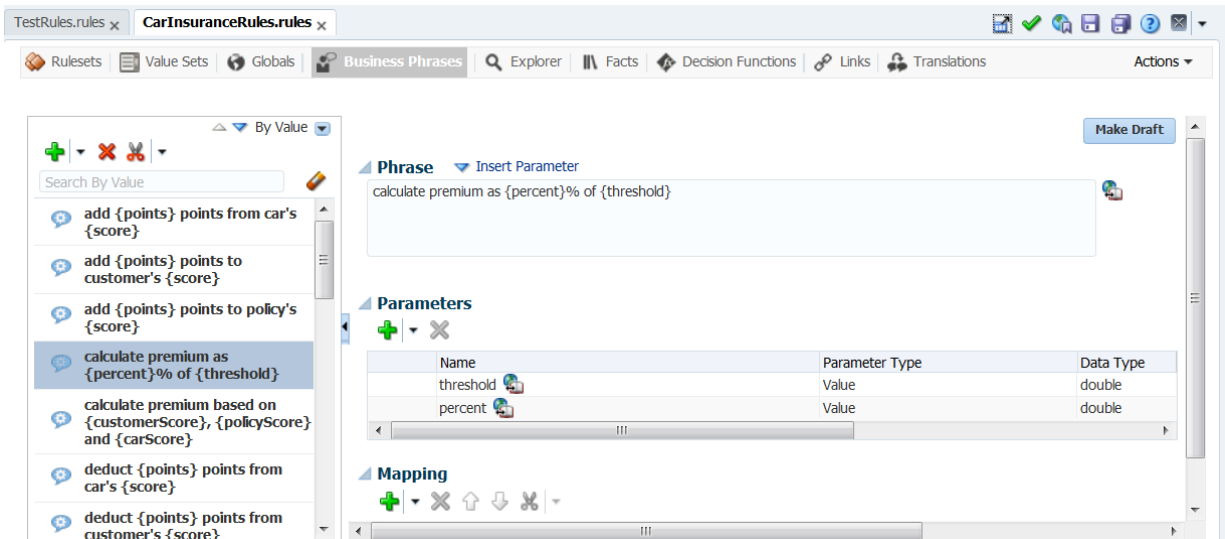 TestRules.rules
CarInsuranceRules.rules
Rulesets
Value Sets
Globals
Business Phrases
Explorer
Facts
Decision Functions
Links
Translations
Actions
By Value
Search By Value
add {points} points from car's
{score}
add {points} points to
customer's {score}
add {points} points to policy's
{score}
calculate premium as
{percent}% of {threshold}
calculate premium based on
{customerScore}, {policyScore}
and {carScore}
deduct {points} points from
car's {score}
deduct {points} points from
customer's {score}
Make Draft
Phrase
Insert Parameter
calculate premium as {percent}% of {threshold}
Parameters
Name Parameter Type Data Type
threshold Value double
percent Value double
Mapping